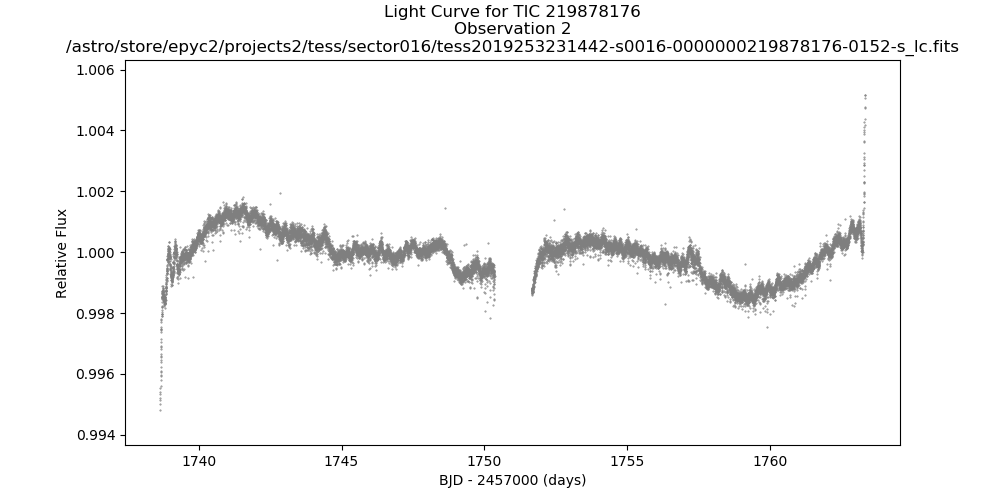 Light Curve for TIC 219878176
Observation 2
/astro/store/epyc2/projects2/tess/sector016/tess2019253231442-s0016-0000000219878176-0152-s_lc.fits
1.006
1.004
1.002
1.000
0.998
0.996
0.994
Relative Flux
1740
1745
1750
1755
1760
BJD - 2457000 (days)